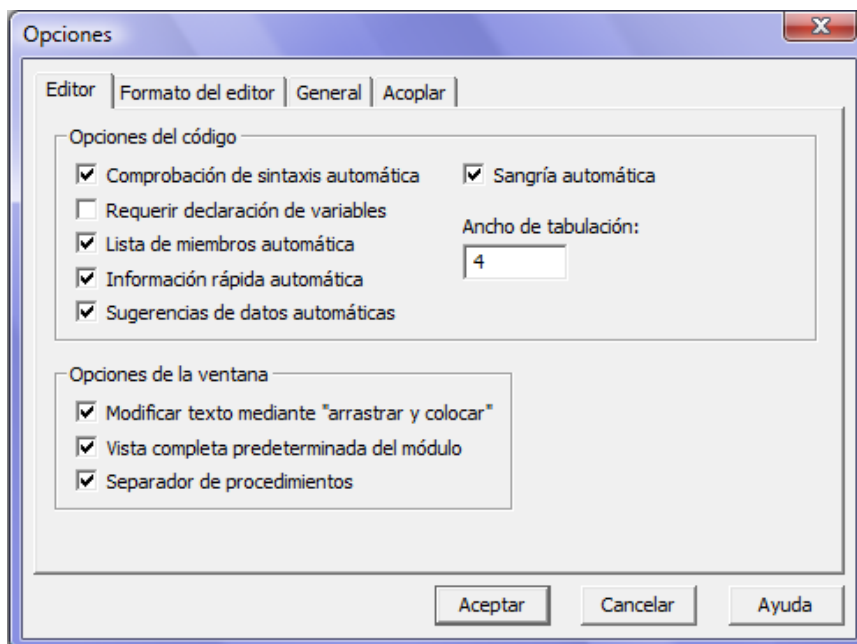 Opciones
Editor
Formato del editor
General
Acoplar
Opciones del código
Comprobación de sintaxis automática
Requerir declaración de variables
Lista de miembros automática
Información rápida automática
Sugerencias de datos automáticas
Sangría automática
Ancho de tabulación:
4
Opciones de la ventana
Modificar texto mediante "arrastrar y colocar"
Vista completa predeterminada del módulo
Separador de procedimientos
Aceptar
Cancelar
Ayuda